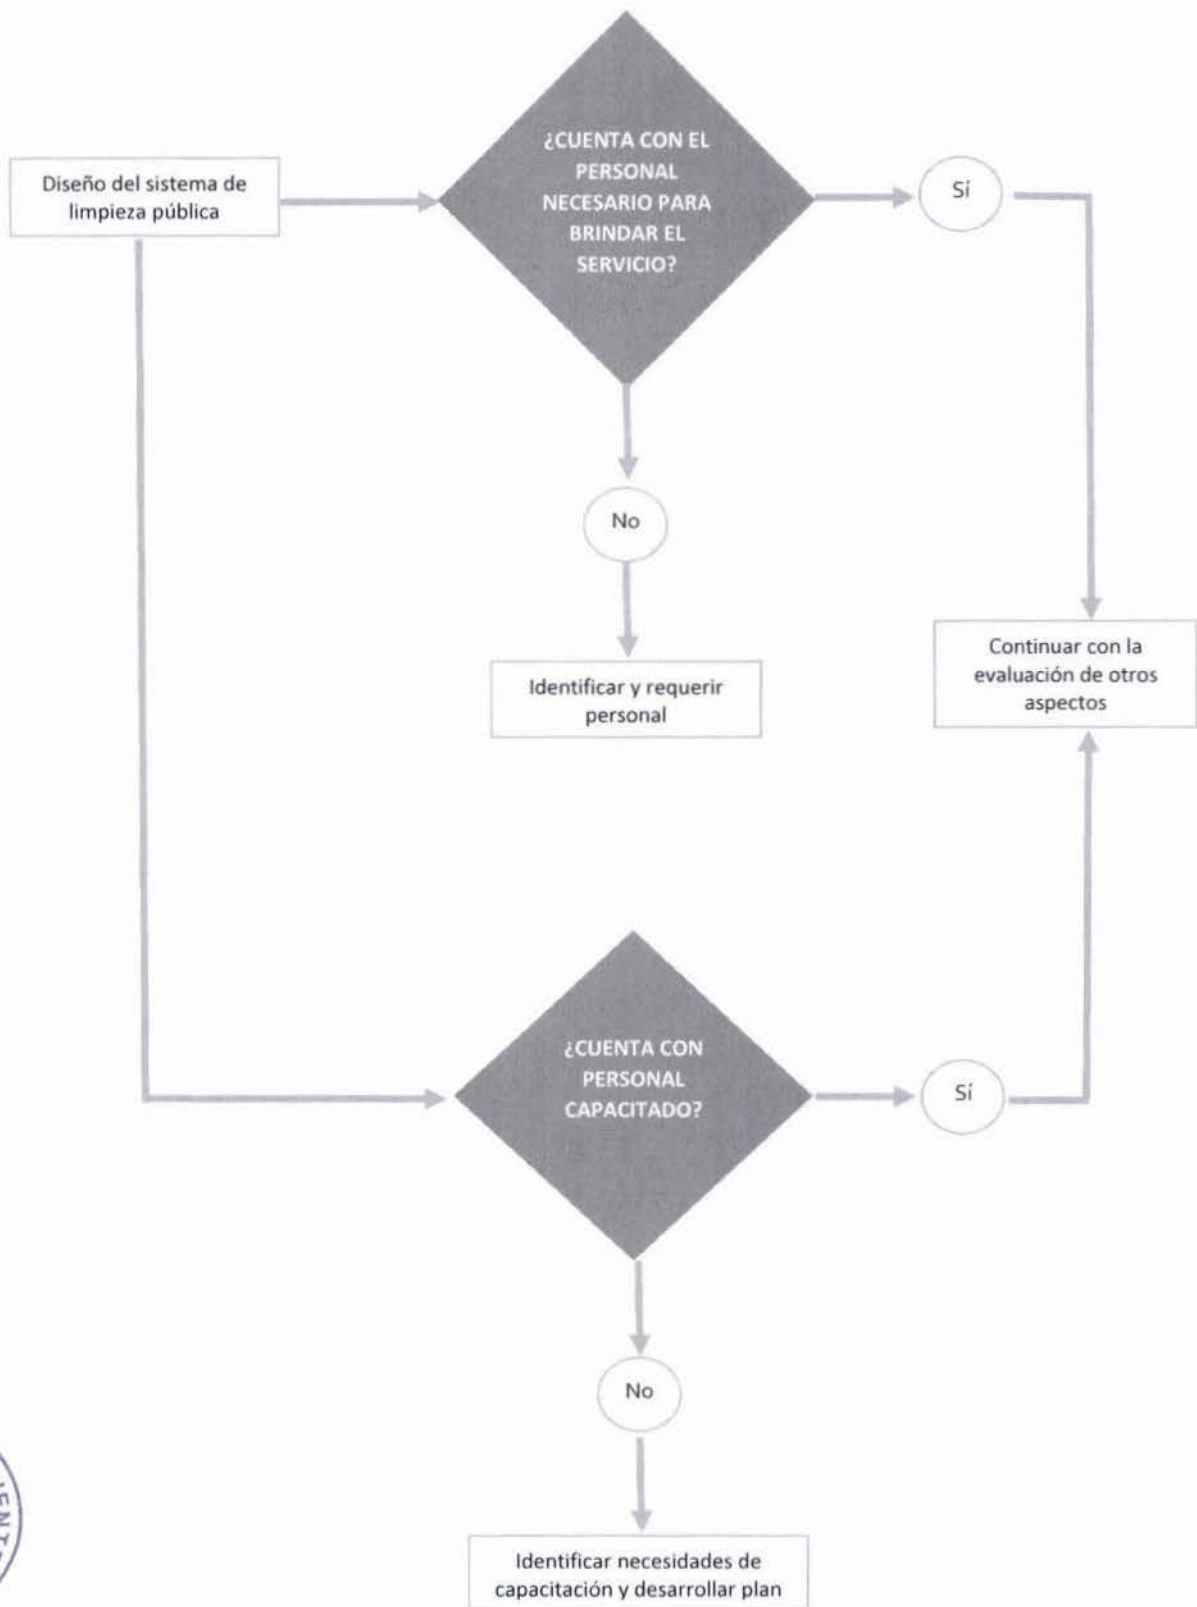 ¿CUENTA CON EL
PERSONAL
NECESARIO PARA
BRINDAR EL
SERVICIO?
Diseño del sistema de
limpieza pública
Sí
No
Identificar y requerir
personal
Continuar con la
evaluación de otros
aspectos
¿CUENTA CON
PERSONAL
CAPACITADO?
Sí
No
Identificar necesidades de
capacitación y desarrollar plan